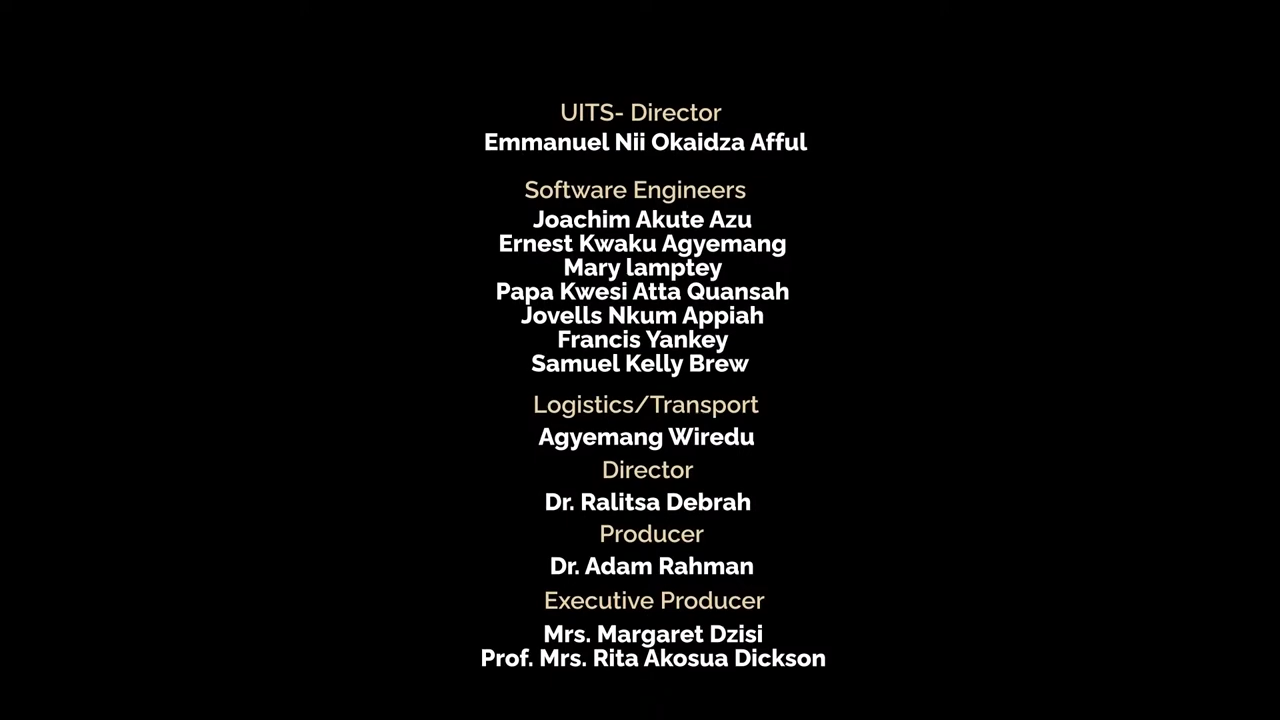 UITS- Director
Emmanuel Nii Okaidza Afful
Software Engineers
Joachim Akute Azu
Ernest Kwaku Agyemang
Mary lamptey
Papa Kwesi Atta Quansah
Jovells Nkum Appiah
Francis Yankey
Samuel Kelly Brew
Logistics/Transport
Agyemang Wiredu
Director
Dr. Ralitsa Debrah
Producer
Dr. Adam Rahman
Executive Producer
Mrs. Margaret Dzisi
Prof. Mrs. Rita Akosua Dickson